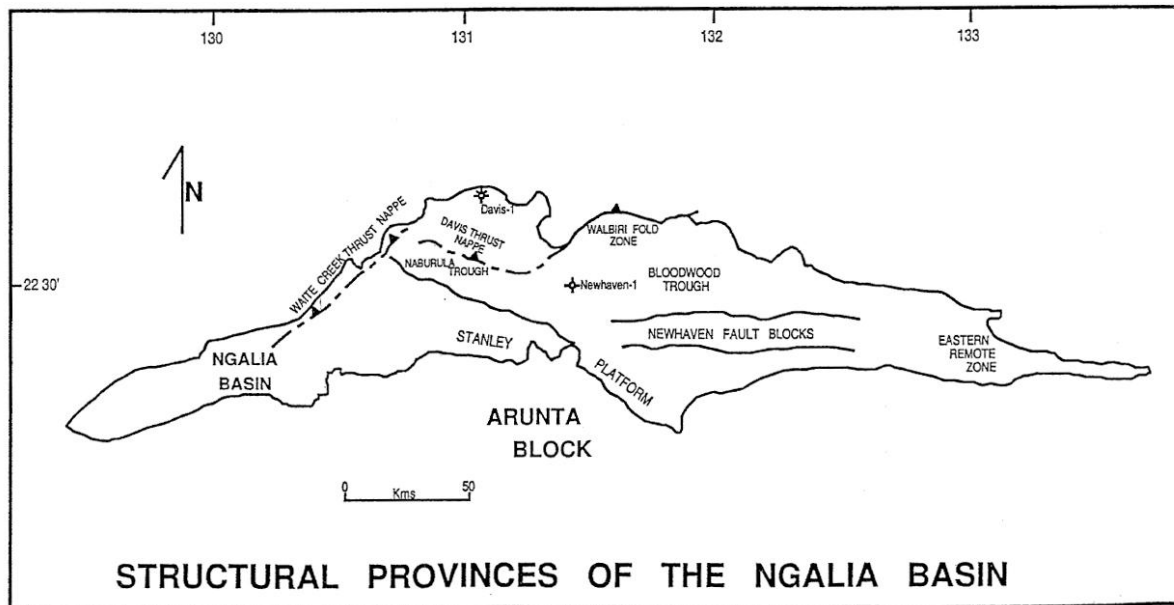 130
131
132
133
N
22 30'
Davis-1
WAITE CREEK THRUST NAPPE
DAVIS THRUST
NAPPE
WALBIRI FOLD
ZONE
NABURULA
TROUGH
BLOODWOOD
TROUGH
Newhaven-1
NEWHAVEN FAULT BLOCKS
EASTERN
REMOTE
ZONE
STANLEY
PLATFORM
NGALIA
BASIN
ARUNTA
BLOCK
0
50
Kms
STRUCTURAL PROVINCES OF THE NGALIA BASIN